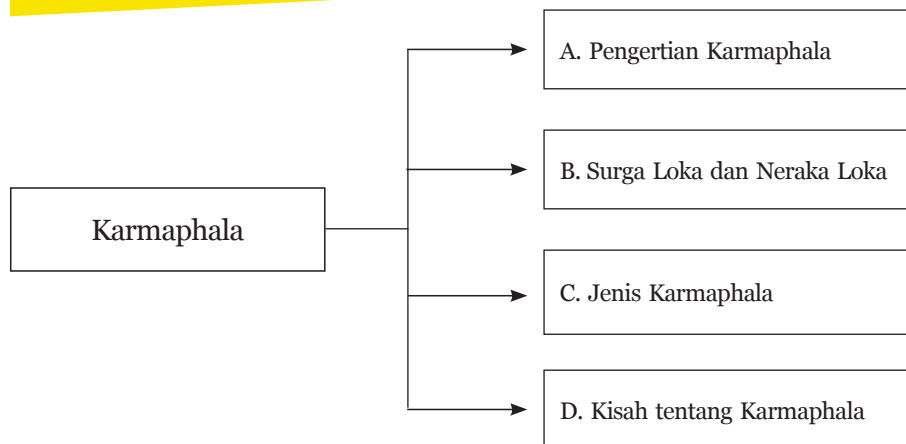 Karmaphala
A. Pengertian Karmaphala
B. Surga Loka dan Neraka Loka
C. Jenis Karmaphala
D. Kisah tentang Karmaphala